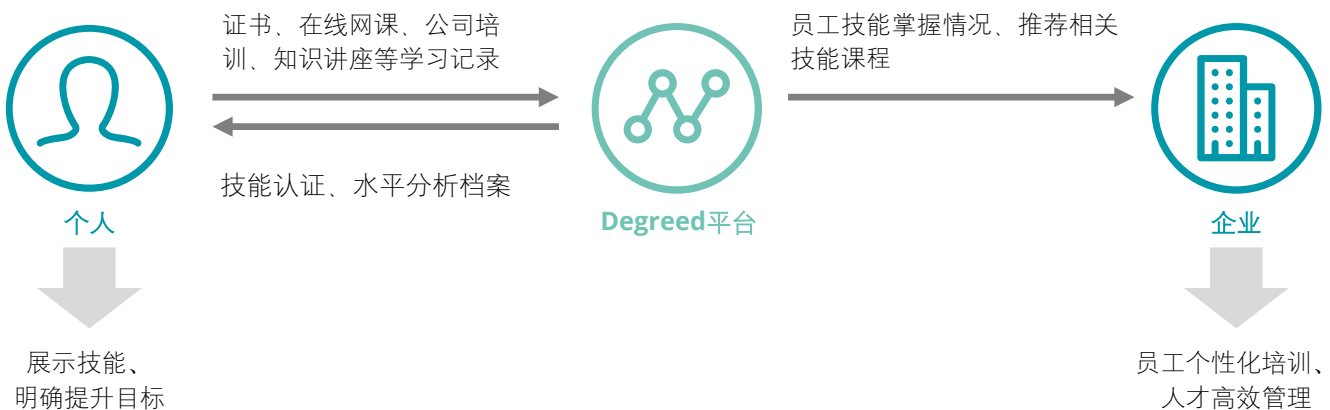 证书、在线网课、公司培
训、知识讲座等学习记录
员工技能掌握情况、推荐相关
技能课程
技能认证、水平分析档案
个人
Degreed平台
企业
展示技能、
明确提升目标
员工个性化培训、
人才高效管理